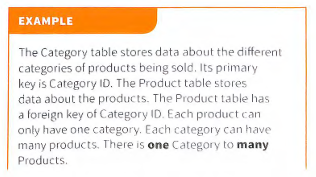 EXAMPLE
The Category table stores data about the different
categories of products being sold. Its primary
key is Category ID. The Product table stores
data about the products. The Product table has
a foreign key of Category ID. Each product can
only have one category. Each category can have
many products. There is one Category to many
Products.